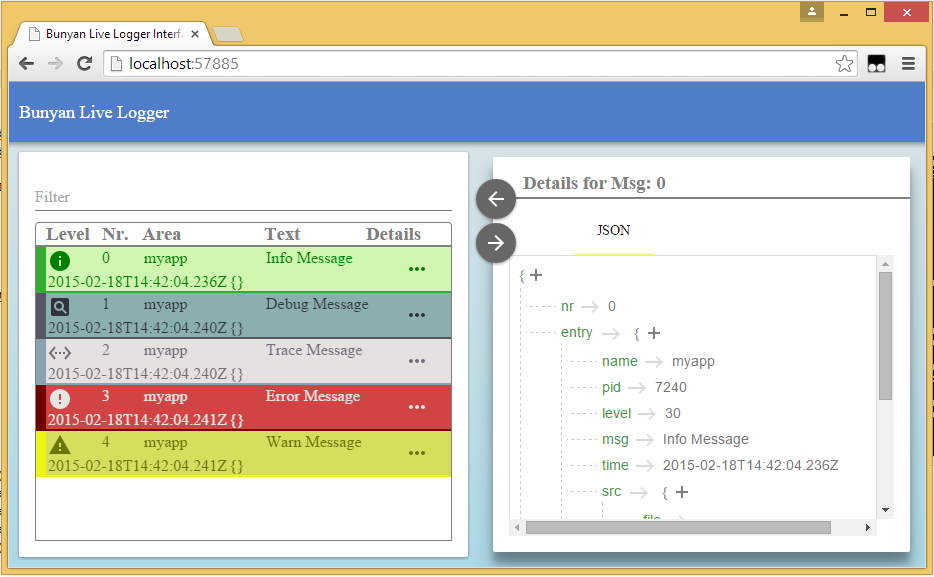 Bunyan Live Logger Interf
localhost:57885
Bunyan Live Logger
Filter
Level Nr. Area Text Details
0 myapp Info Message
2015-02-18T14:42:04.236Z {}
1 myapp Debug Message
2015-02-18T14:42:04.240Z {}
2 myapp Trace Message
2015-02-18T14:42:04.240Z {}
3 myapp Error Message
2015-02-18T14:42:04.241Z {}
4 myapp Warn Message
2015-02-18T14:42:04.241Z {}
Details for Msg: 0
JSON
{
nr 0
entry {
name myapp
pid 7240
level 30
msg Info Message
time 2015-02-18T14:42:04.236Z
src {